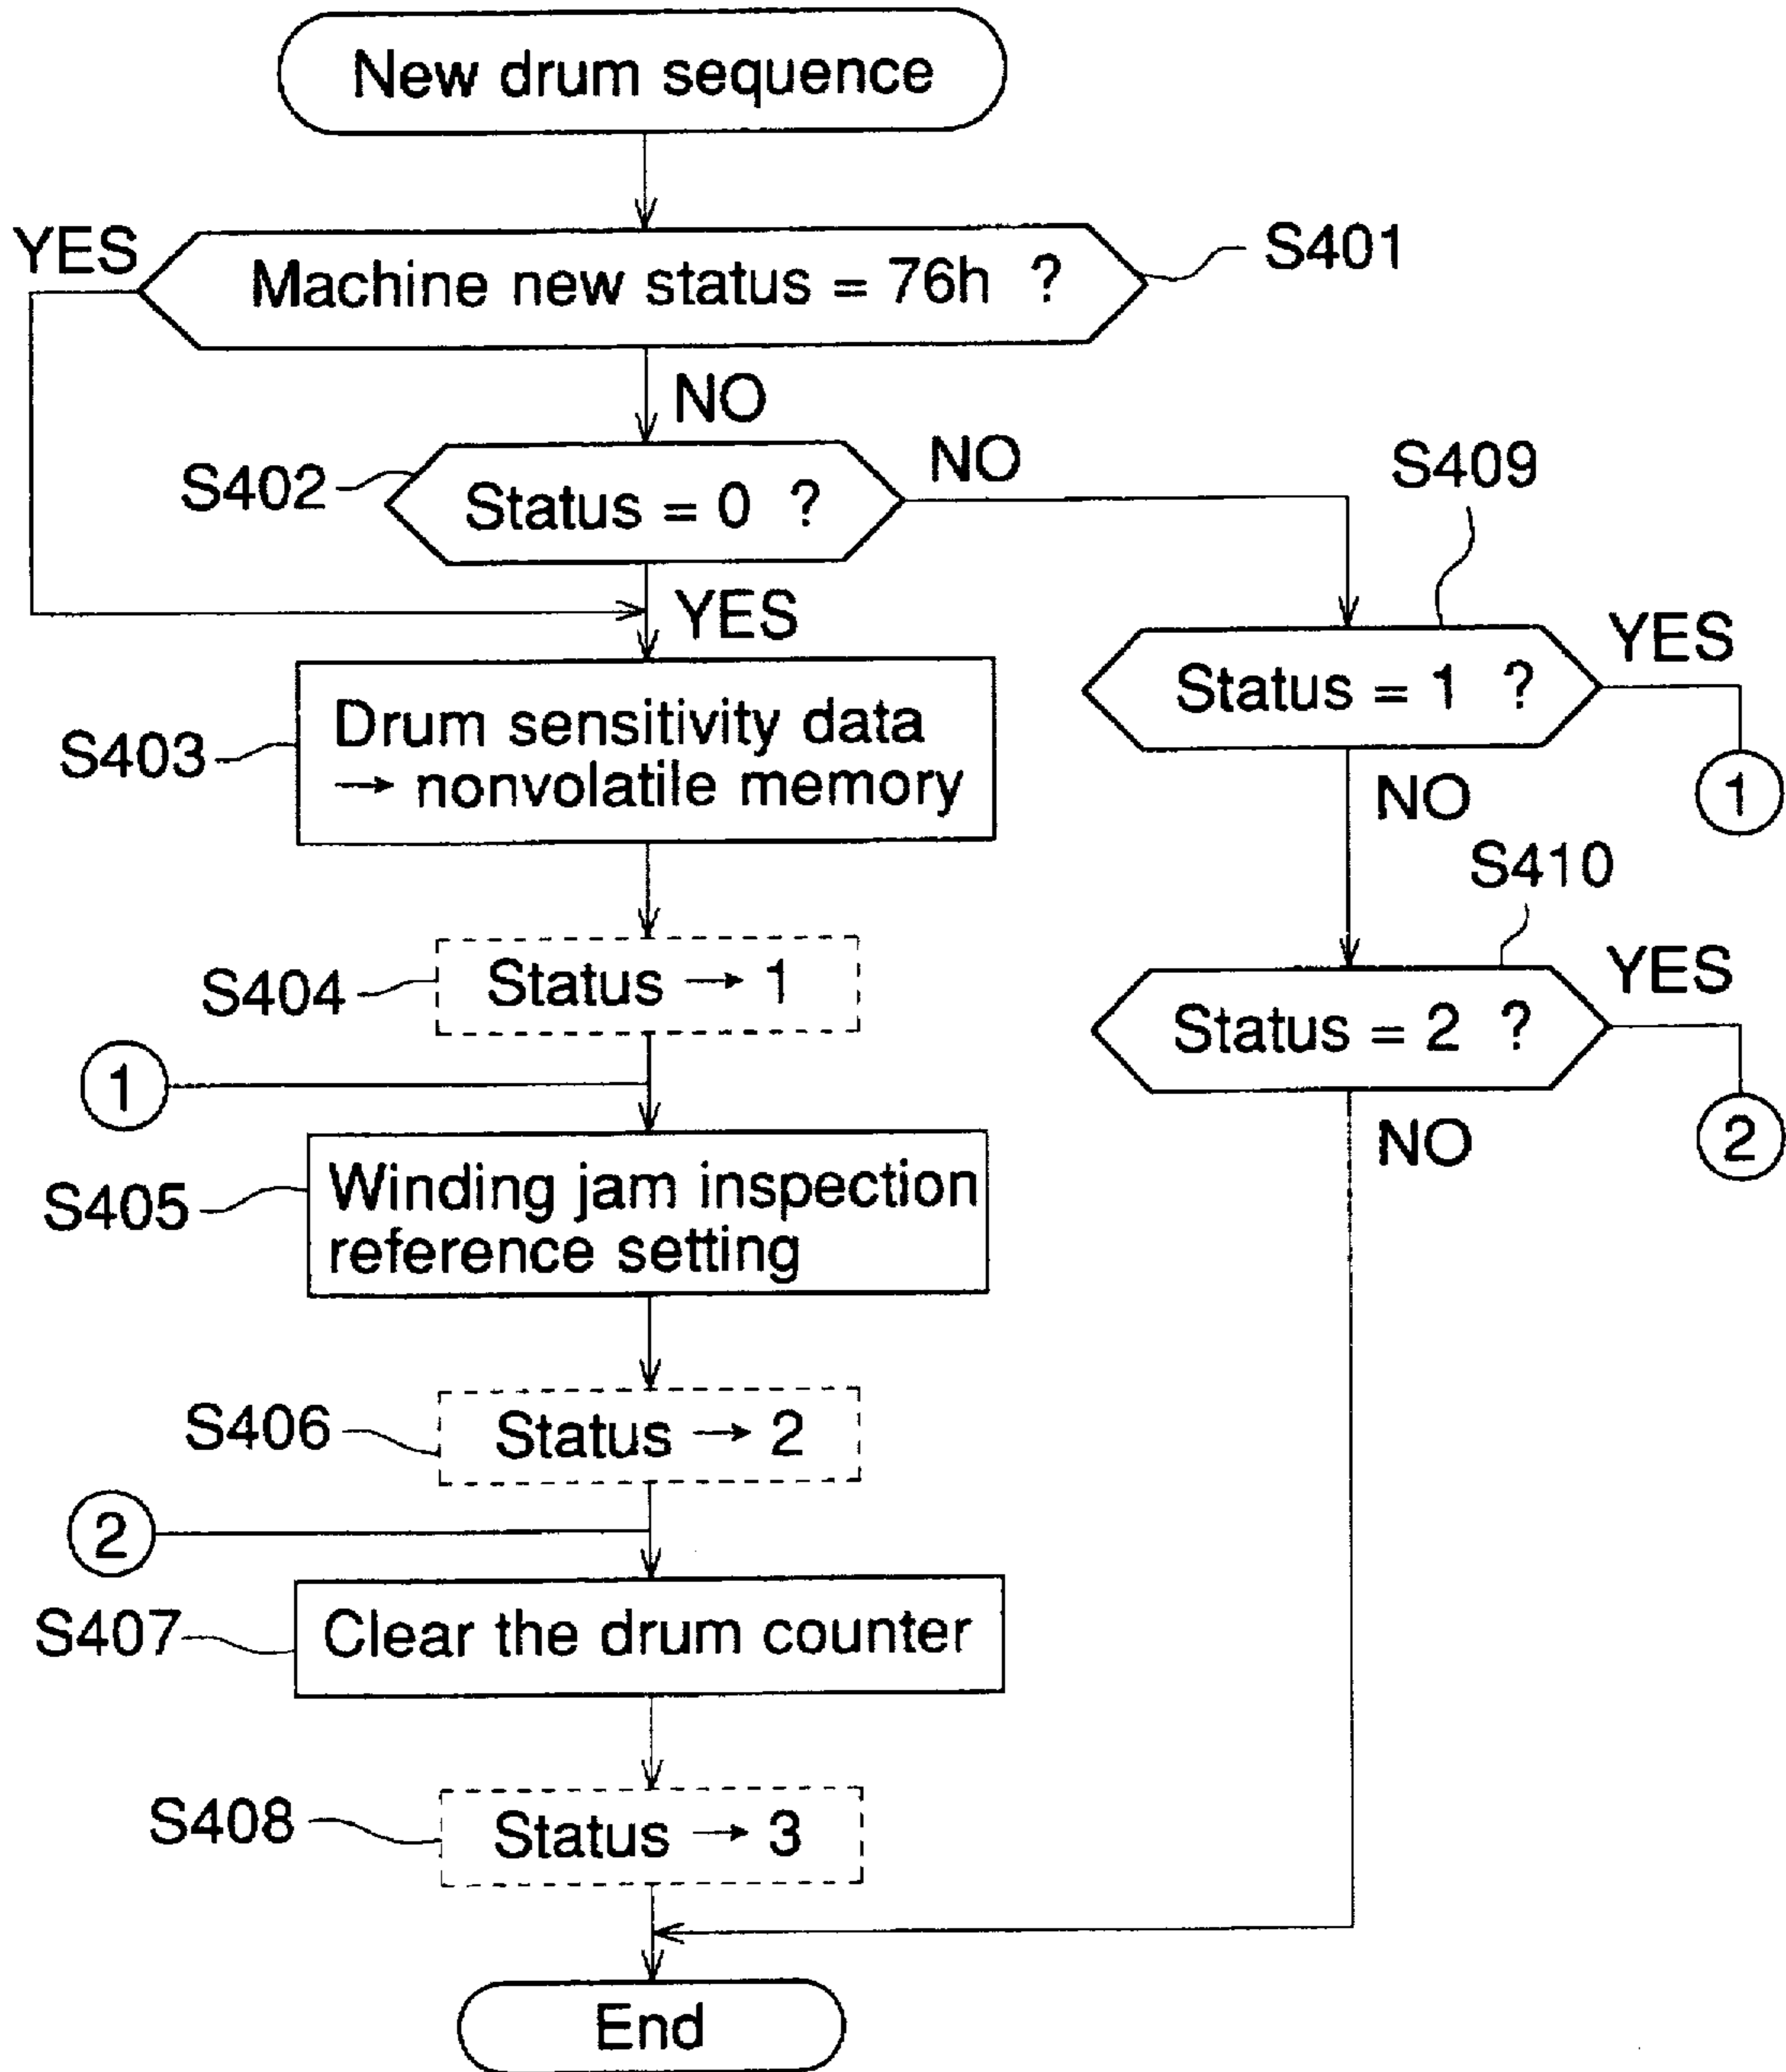 New drum sequence
YES
Machine new status = 76h ?
S401
NO
S402
Status = 0 ?
NO
S409
YES
Status = 1 ?
YES
S403
Drum sensitivity data
→ nonvolatile memory
NO
1
S410
S404
Status → 1
Status = 2 ?
YES
1
NO
2
S405
Winding jam inspection
reference setting
S406
Status → 2
2
S407
Clear the drum counter
S408
Status → 3
End